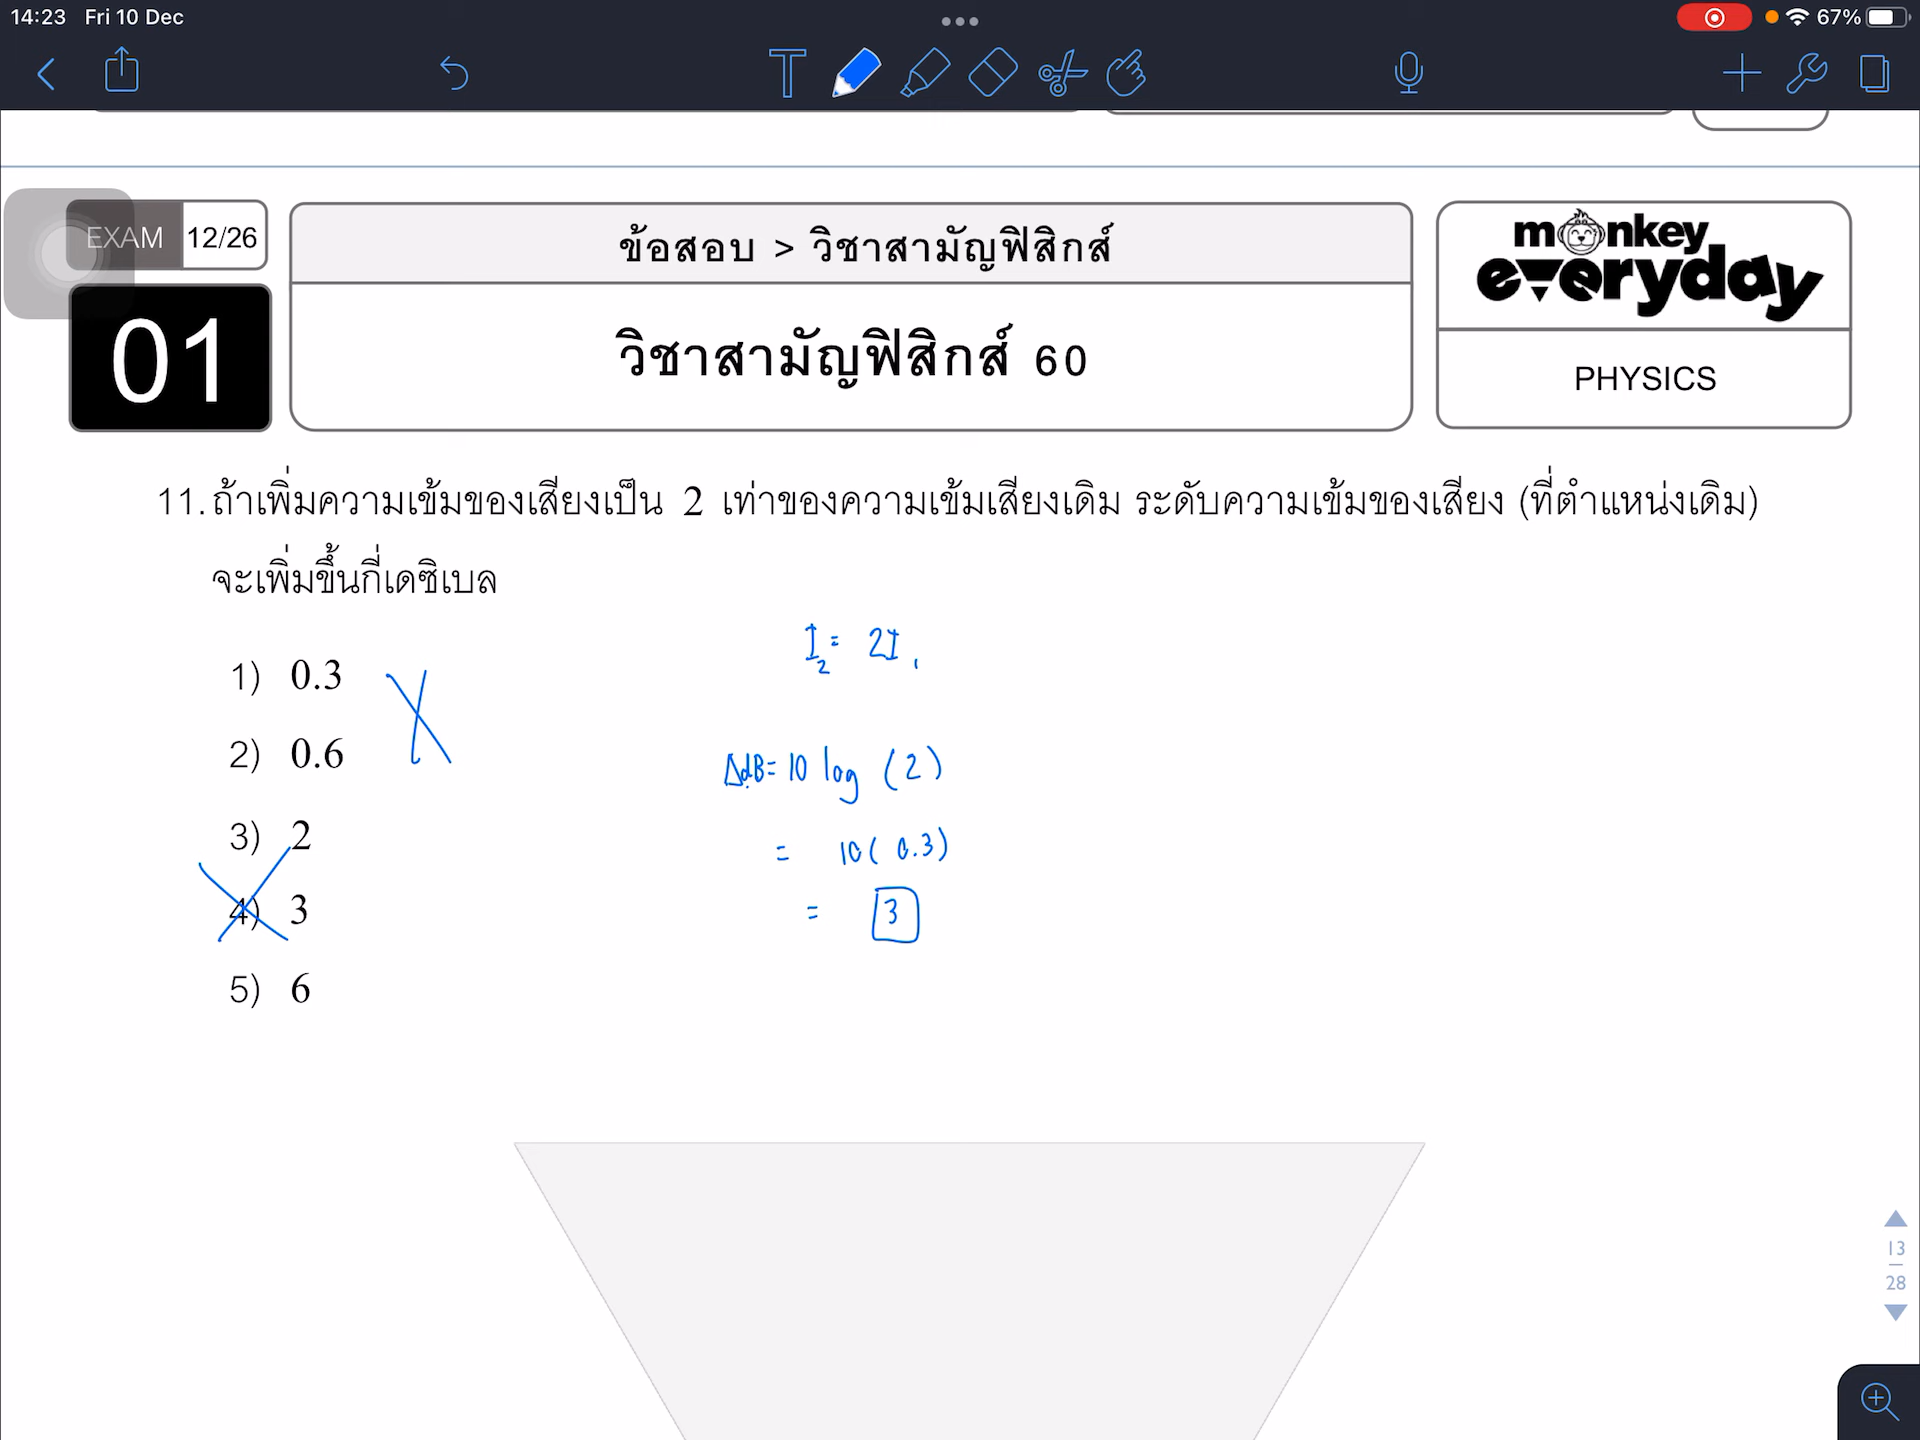 14:23 Fri 10 Dec
67%
EXAM 12/26
01
ข้อสอบ > วิชาสามัญฟิสิกส์
วิชาสามัญฟิสิกส์ 60
monkey
everyday
PHYSICS
11. ถ้าเพิ่มความเข้มของเสียงเป็น 2 เท่าของความเข้มเสียงเดิม ระดับความเข้มของเสียง (ที่ตำแหน่งเดิม)
จะเพิ่มขึ้นกี่เดซิเบล
1) 0.3
2) 0.6
3) 2
4) 3
5) 6
I₂ = 2I₁
ΔdB = 10 log (2)
= 10 ( 0.3)
= 3
13
28